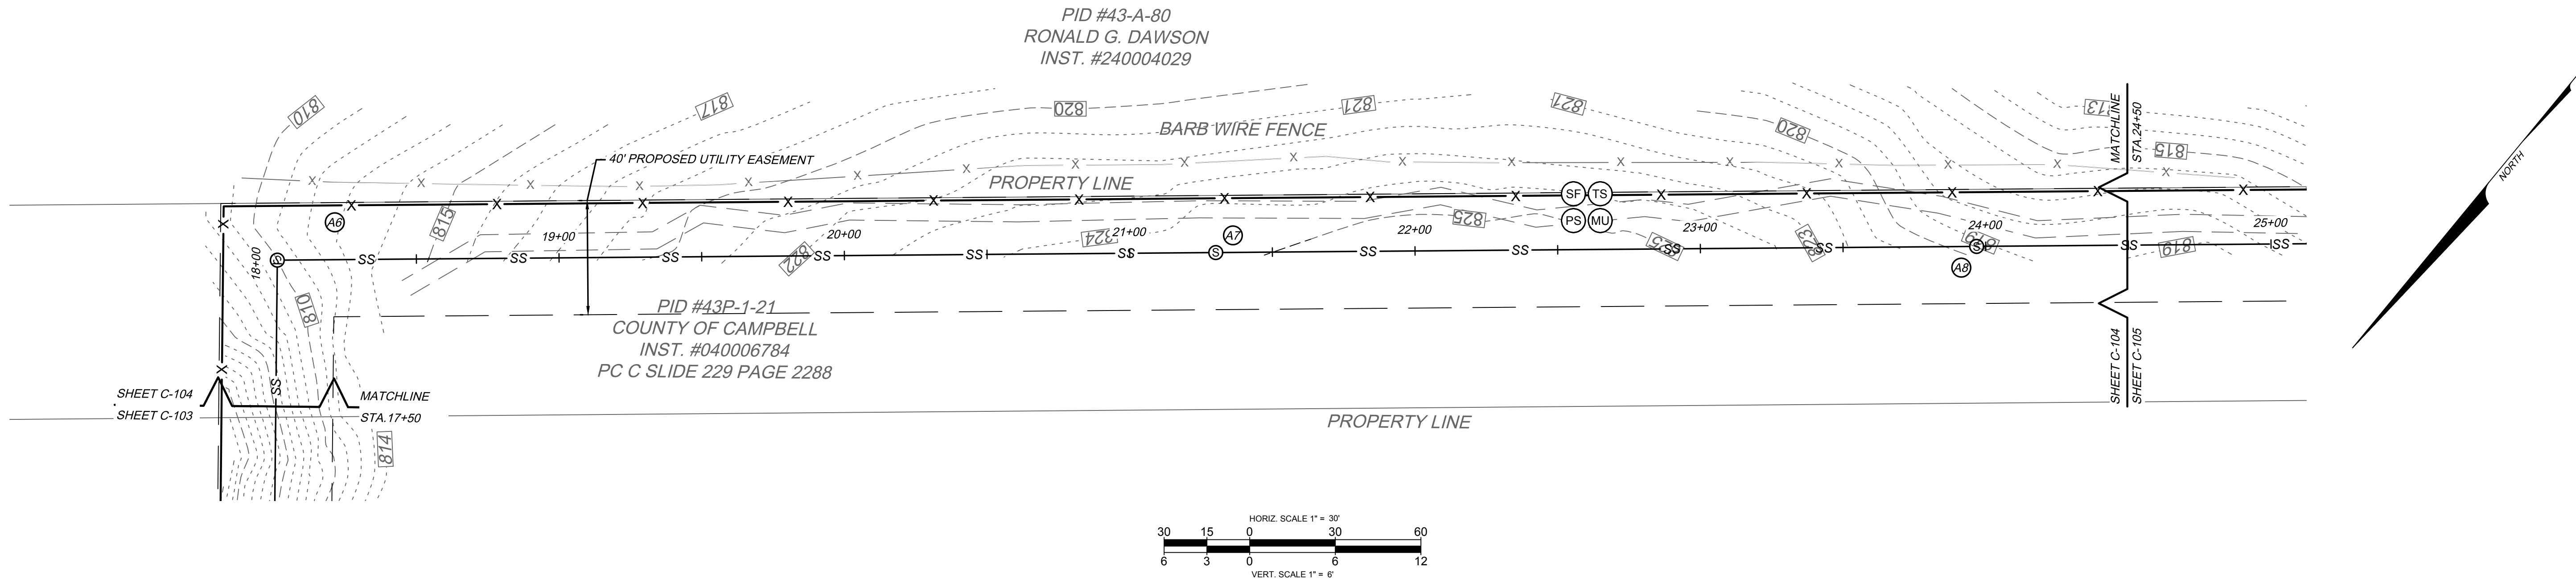 PID #43-A-80
RONALD G. DAWSON
INST. #240004029
810
817
820
821
821
820
813
MATCHLINE
STA.24+50
815
NORTH
BARB WIRE FENCE
40' PROPOSED UTILITY EASEMENT
PROPERTY LINE
X X X X X X X X X X X X X X X X X X
X X X X X X X X X X X X X X X X
SF TS
PS MU
A6
815
18+00
19+00
20+00
21+00
22+00
23+00
24+00
25+00
822
824
A7
825
825
823
819
819
A8
S SS SS SS SS SS SS S SS SS SS SS S SS SS
810
PID #43P-1-21
COUNTY OF CAMPBELL
INST. #040006784
PC C SLIDE 229 PAGE 2288
SHEET C-104
SHEET C-105
X
SS
SHEET C-104
SHEET C-103
MATCHLINE
STA.17+50
814
PROPERTY LINE
HORIZ. SCALE 1" = 30'
30 15 0 30 60
6 3 0 6 12
VERT. SCALE 1" = 6'